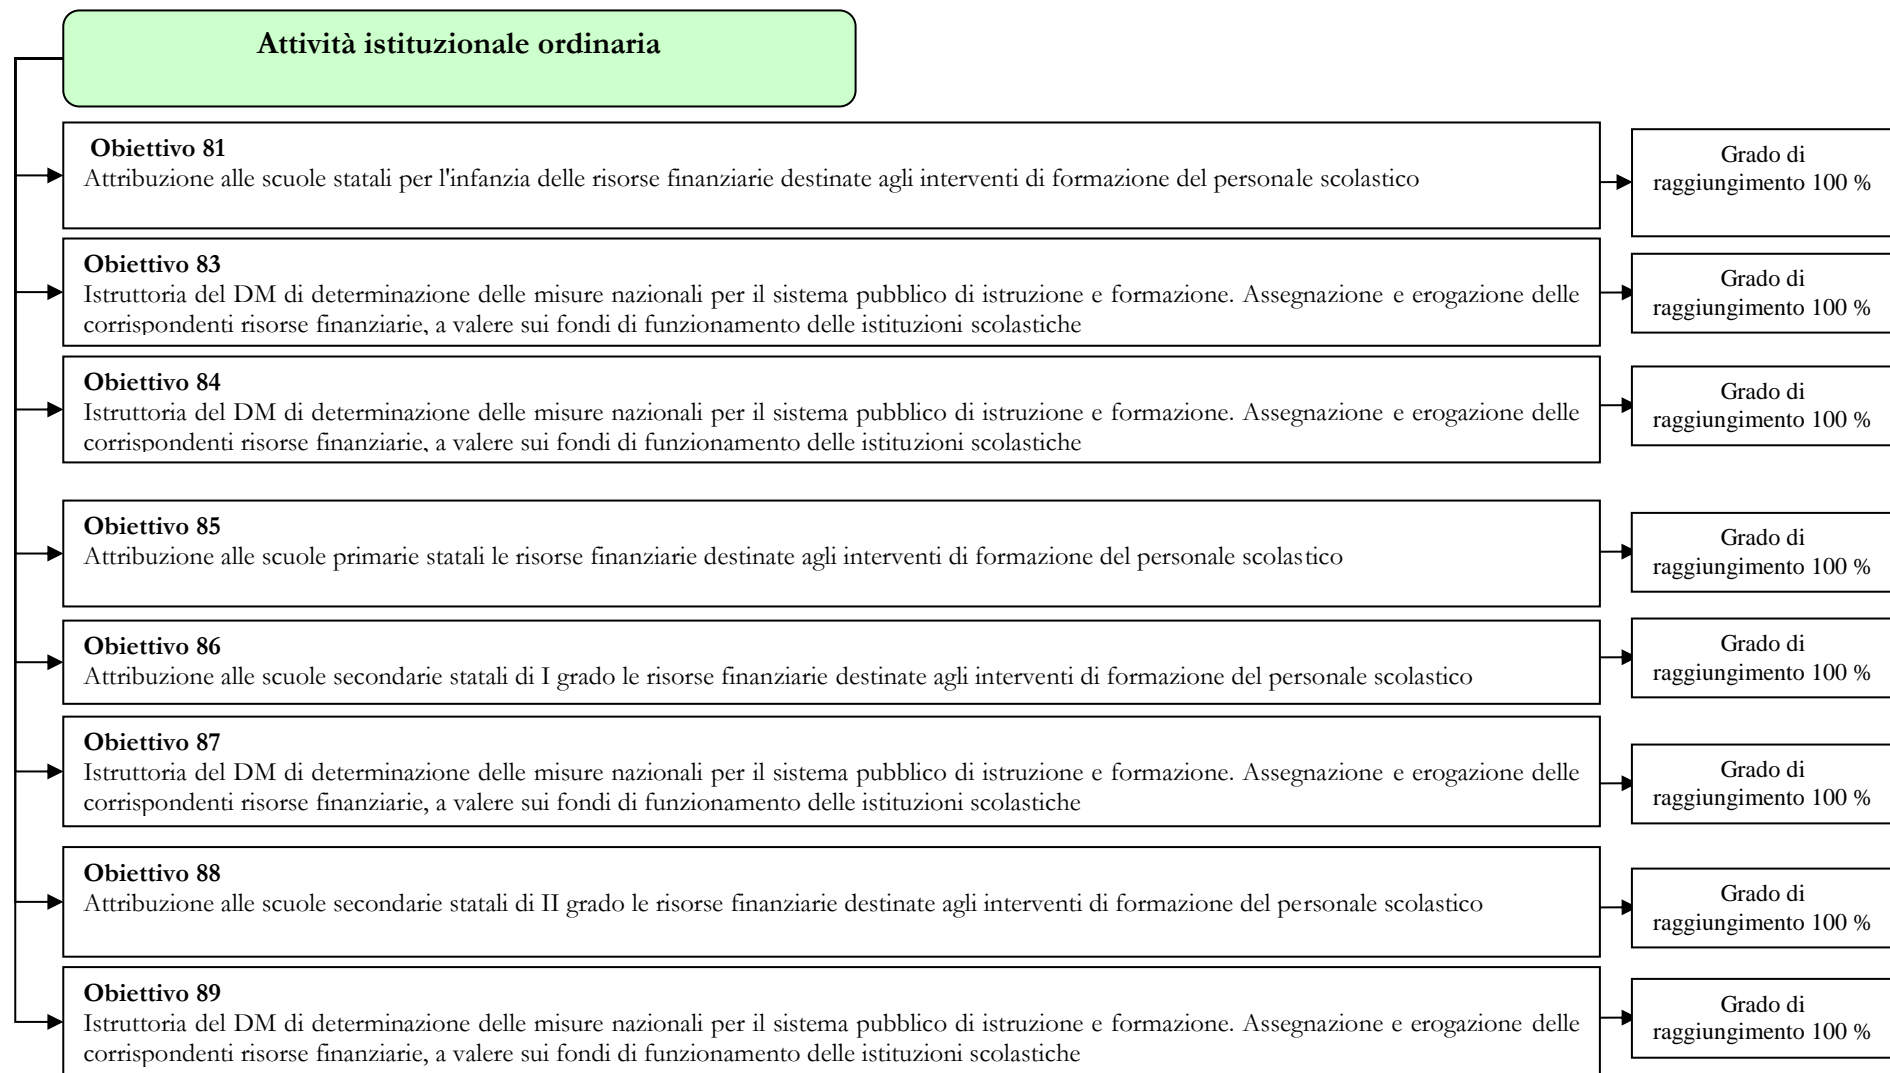 Attività istituzionale ordinaria
Obiettivo 81
Attribuzione alle scuole statali per l'infanzia delle risorse finanziarie destinate agli interventi di formazione del personale scolastico
Grado di
raggiungimento 100 %
Obiettivo 83
Istruttoria del DM di determinazione delle misure nazionali per il sistema pubblico di istruzione e formazione. Assegnazione e erogazione delle
corrispondenti risorse finanziarie, a valere sui fondi di funzionamento delle istituzioni scolastiche
Grado di
raggiungimento 100 %
Obiettivo 84
Istruttoria del DM di determinazione delle misure nazionali per il sistema pubblico di istruzione e formazione. Assegnazione e erogazione delle
corrispondenti risorse finanziarie, a valere sui fondi di funzionamento delle istituzioni scolastiche
Grado di
raggiungimento 100 %
Obiettivo 85
Attribuzione alle scuole primarie statali le risorse finanziarie destinate agli interventi di formazione del personale scolastico
Grado di
raggiungimento 100 %
Obiettivo 86
Attribuzione alle scuole secondarie statali di I grado le risorse finanziarie destinate agli interventi di formazione del personale scolastico
Grado di
raggiungimento 100 %
Obiettivo 87
Istruttoria del DM di determinazione delle misure nazionali per il sistema pubblico di istruzione e formazione. Assegnazione e erogazione delle
corrispondenti risorse finanziarie, a valere sui fondi di funzionamento delle istituzioni scolastiche
Grado di
raggiungimento 100 %
Obiettivo 88
Attribuzione alle scuole secondarie statali di II grado le risorse finanziarie destinate agli interventi di formazione del personale scolastico
Grado di
raggiungimento 100 %
Obiettivo 89
Istruttoria del DM di determinazione delle misure nazionali per il sistema pubblico di istruzione e formazione. Assegnazione e erogazione delle
corrispondenti risorse finanziarie, a valere sui fondi di funzionamento delle istituzioni scolastiche
Grado di
raggiungimento 100 %